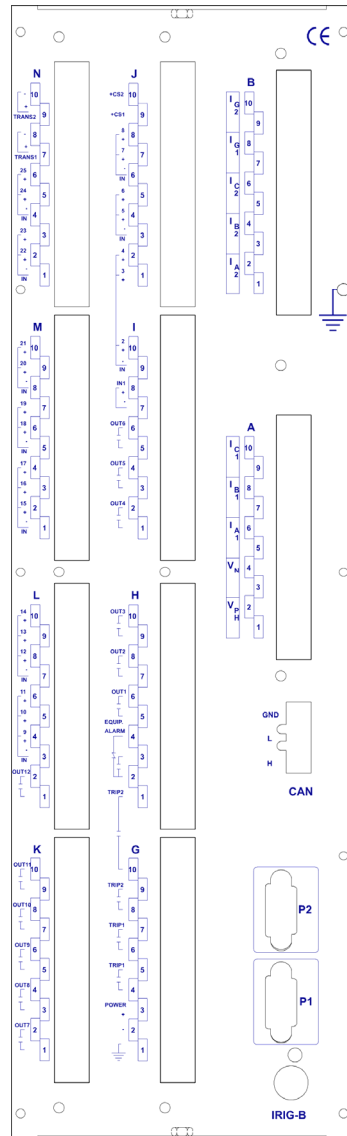 CE
N
10
9
8
7
6
5
4
3
2
1
-
+
TRANS2
-
+
TRANS1
25
+
24
+
-
IN
23
+
22
+
-
IN
J
10
9
8
7
6
5
4
3
2
1
+CS2
+CS1
8
+
7
+
-
IN
6
+
5
+
-
IN
4
+
3
+
B
10
9
8
7
6
5
4
3
2
1
IG2
IG1
IC2
IB2
IA2
M
10
9
8
7
6
5
4
3
2
1
21
+
20
+
-
IN
19
+
18
+
-
IN
17
+
16
+
15
+
-
IN
I
10
9
8
7
6
5
4
3
2
1
2
+
-
IN
IN1
+
-
OUT6
OUT5
OUT4
A
10
9
8
7
6
5
4
3
2
1
IC1
IB1
IA1
VN
VPH
L
10
9
8
7
6
5
4
3
2
1
14
+
13
+
12
+
-
IN
11
+
10
+
9
+
-
IN
OUT12
H
10
9
8
7
6
5
4
3
2
1
OUT3
OUT2
OUT1
EQUIP.
ALARM
TRIP2
GND
L
H
CAN
K
10
9
8
7
6
5
4
3
2
1
OUT11
OUT10
OUT9
OUT8
OUT7
G
10
9
8
7
6
5
4
3
2
1
TRIP2
TRIP1
TRIP1
POWER
+
-
P2
P1
IRIG-B